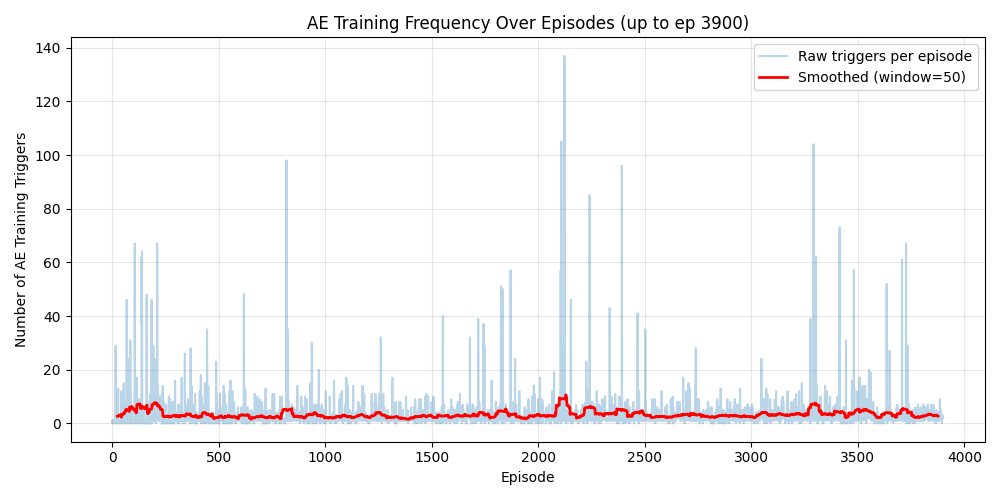 AE Training Frequency Over Episodes (up to ep 3900)
Raw triggers per episode
Smoothed (window=50)
Number of AE Training Triggers
140
120
100
80
60
40
20
0
0 500 1000 1500 2000 2500 3000 3500 4000
Episode